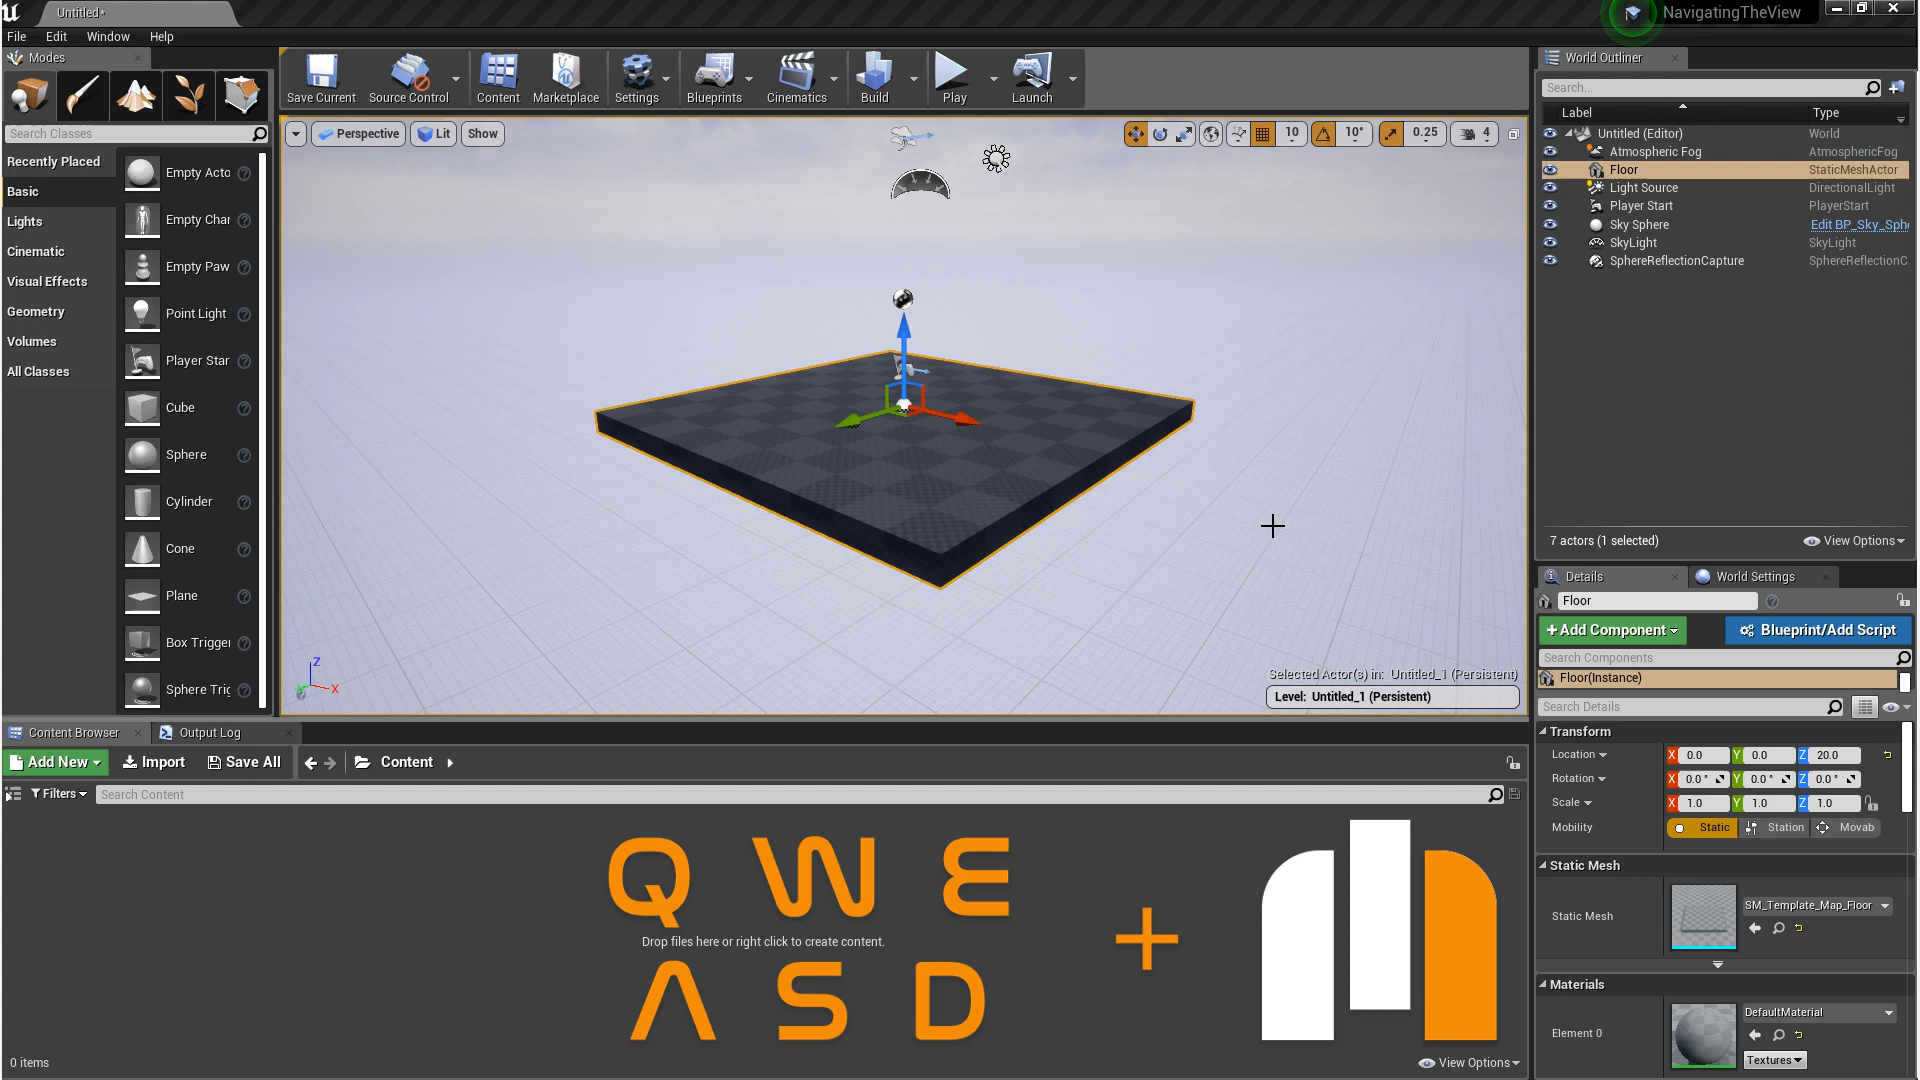 Untitled*
NavigatingTheView
File Edit Window Help
Modes
Search Classes
Recently Placed
Basic
Lights
Cinematic
Visual Effects
Geometry
Volumes
All Classes
Empty Acto
Empty Char
Empty Paw
Point Light
Player Star
Cube
Sphere
Cylinder
Cone
Plane
Box Trigger
Sphere Trig
Save Current Source Control Content Marketplace Settings Blueprints Cinematics Build Play Launch
Perspective Lit Show
10 10° 0.25 4
Z
X
Selected Actor(s) in: Untitled_1 (Persistent)
Level: Untitled_1 (Persistent)
World Outliner
Search...
Label Type
Untitled (Editor) World
Atmospheric Fog AtmosphericFog
Floor StaticMeshActor
Light Source DirectionalLight
Player Start PlayerStart
Sky Sphere Edit BP_Sky_Sph
SkyLight SkyLight
SphereReflectionCapture SphereReflectionC
7 actors (1 selected) View Options
Details World Settings
Floor
+Add Component Blueprint/Add Script
Search Components
Floor(Instance)
Search Details
Transform
Location X 0.0 Y 0.0 Z 20.0
Rotation X 0.0 ° Y 0.0 ° Z 0.0 °
Scale X 1.0 Y 1.0 Z 1.0
Mobility Static Station Movab
Static Mesh
Static Mesh SM_Template_Map_Floor
Materials
Element 0 DefaultMaterial
Textures
Content Browser Output Log
Add New Import Save All Content
Filters Search Content
Q W E
Drop files here or right click to create content.
+
A S D
0 items View Options